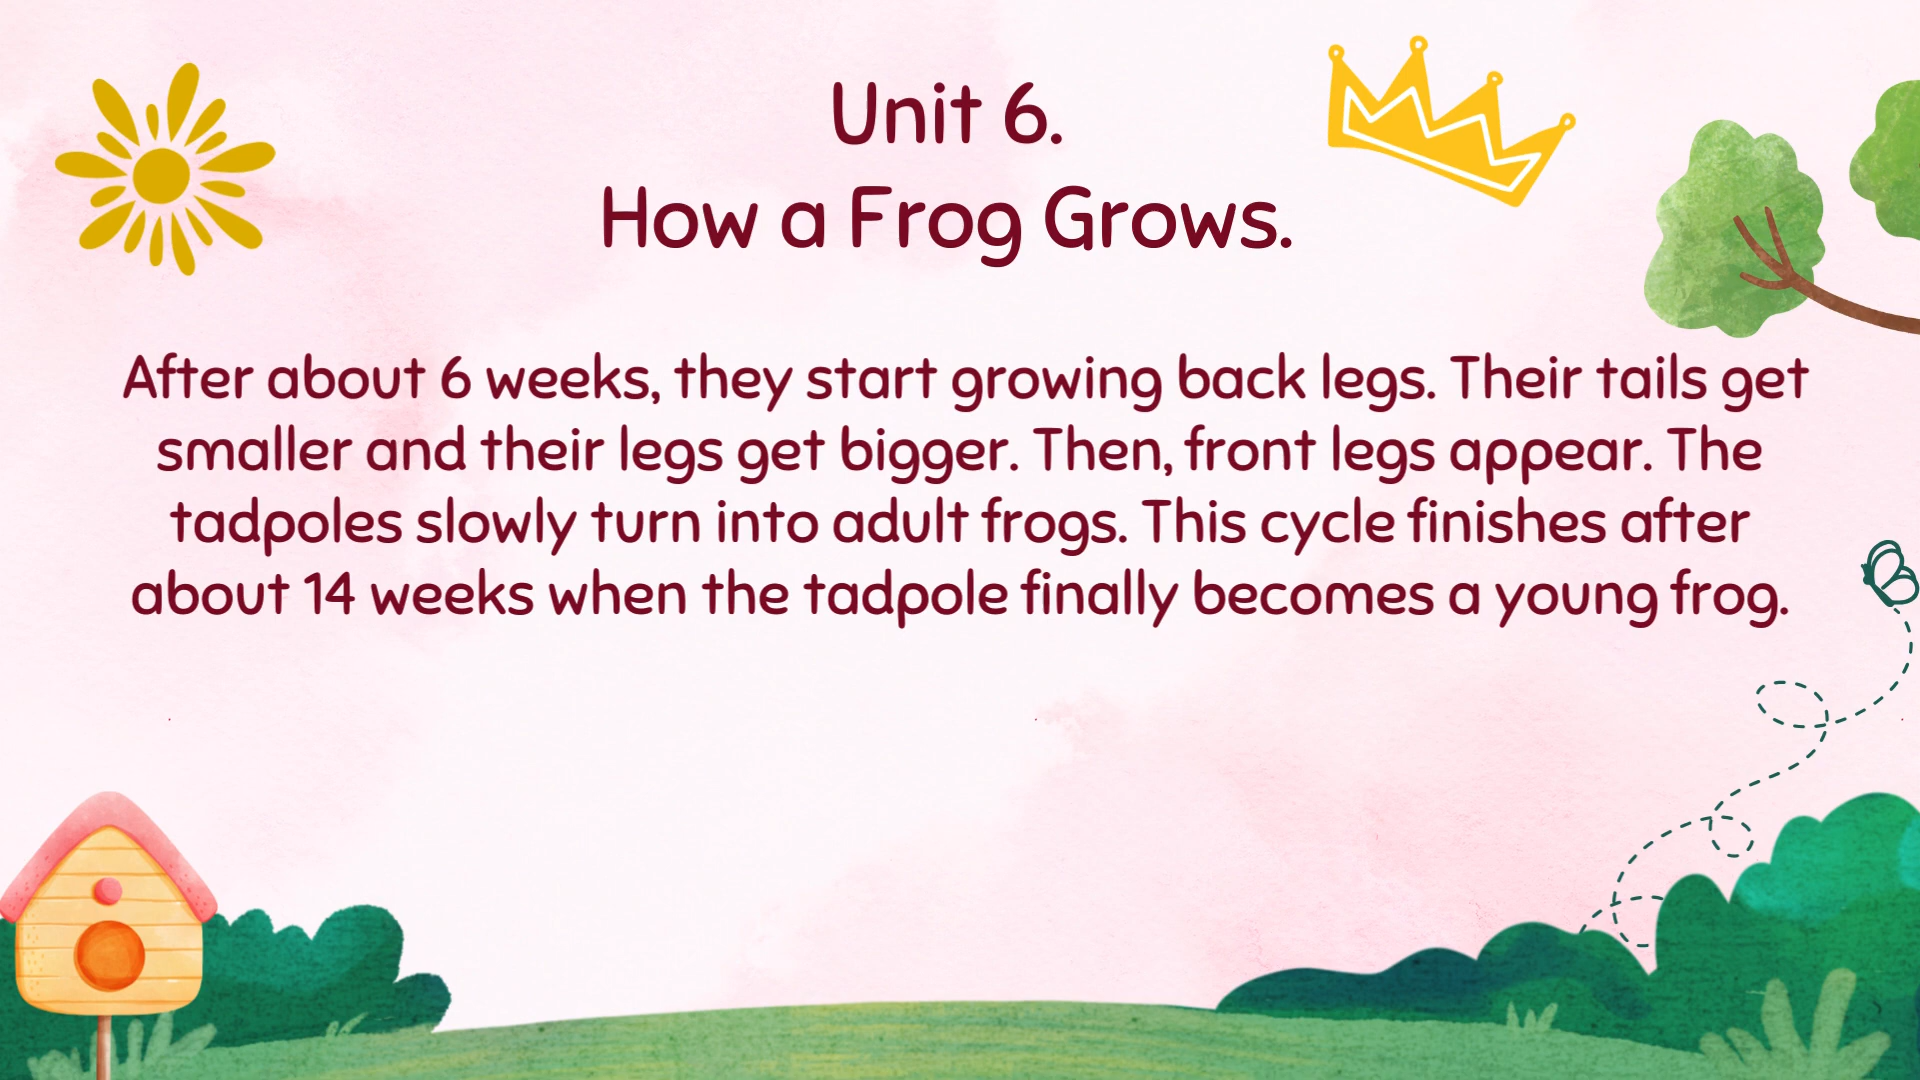 Unit 6.
How a Frog Grows.
After about 6 weeks, they start growing back legs. Their tails get
smaller and their legs get bigger. Then, front legs appear. The
tadpoles slowly turn into adult frogs. This cycle finishes after
about 14 weeks when the tadpole finally becomes a young frog.